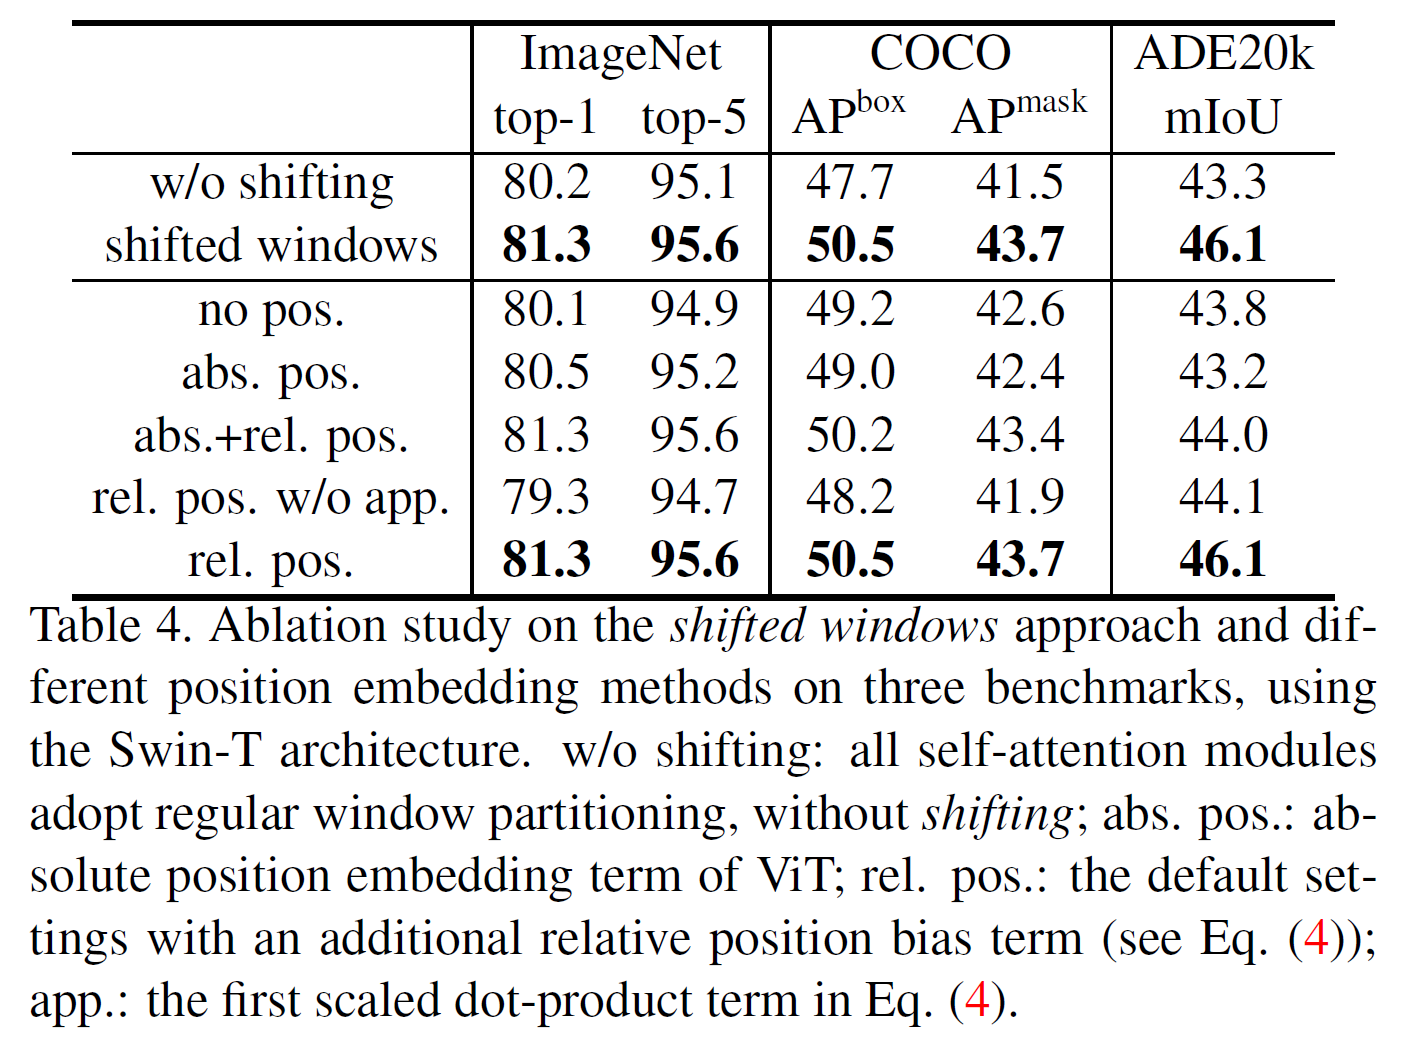 ImageNet COCO ADE20k
top-1 top-5 AP^box AP^mask mIoU
w/o shifting 80.2 95.1 47.7 41.5 43.3
shifted windows 81.3 95.6 50.5 43.7 46.1
no pos. 80.1 94.9 49.2 42.6 43.8
abs. pos. 80.5 95.2 49.0 42.4 43.2
abs.+rel. pos. 81.3 95.6 50.2 43.4 44.0
rel. pos. w/o app. 79.3 94.7 48.2 41.9 44.1
rel. pos. 81.3 95.6 50.5 43.7 46.1
Table 4. Ablation study on the shifted windows approach and dif-
ferent position embedding methods on three benchmarks, using
the Swin-T architecture. w/o shifting: all self-attention modules
adopt regular window partitioning, without shifting; abs. pos.: ab-
solute position embedding term of ViT; rel. pos.: the default set-
tings with an additional relative position bias term (see Eq. (4));
app.: the first scaled dot-product term in Eq. (4).